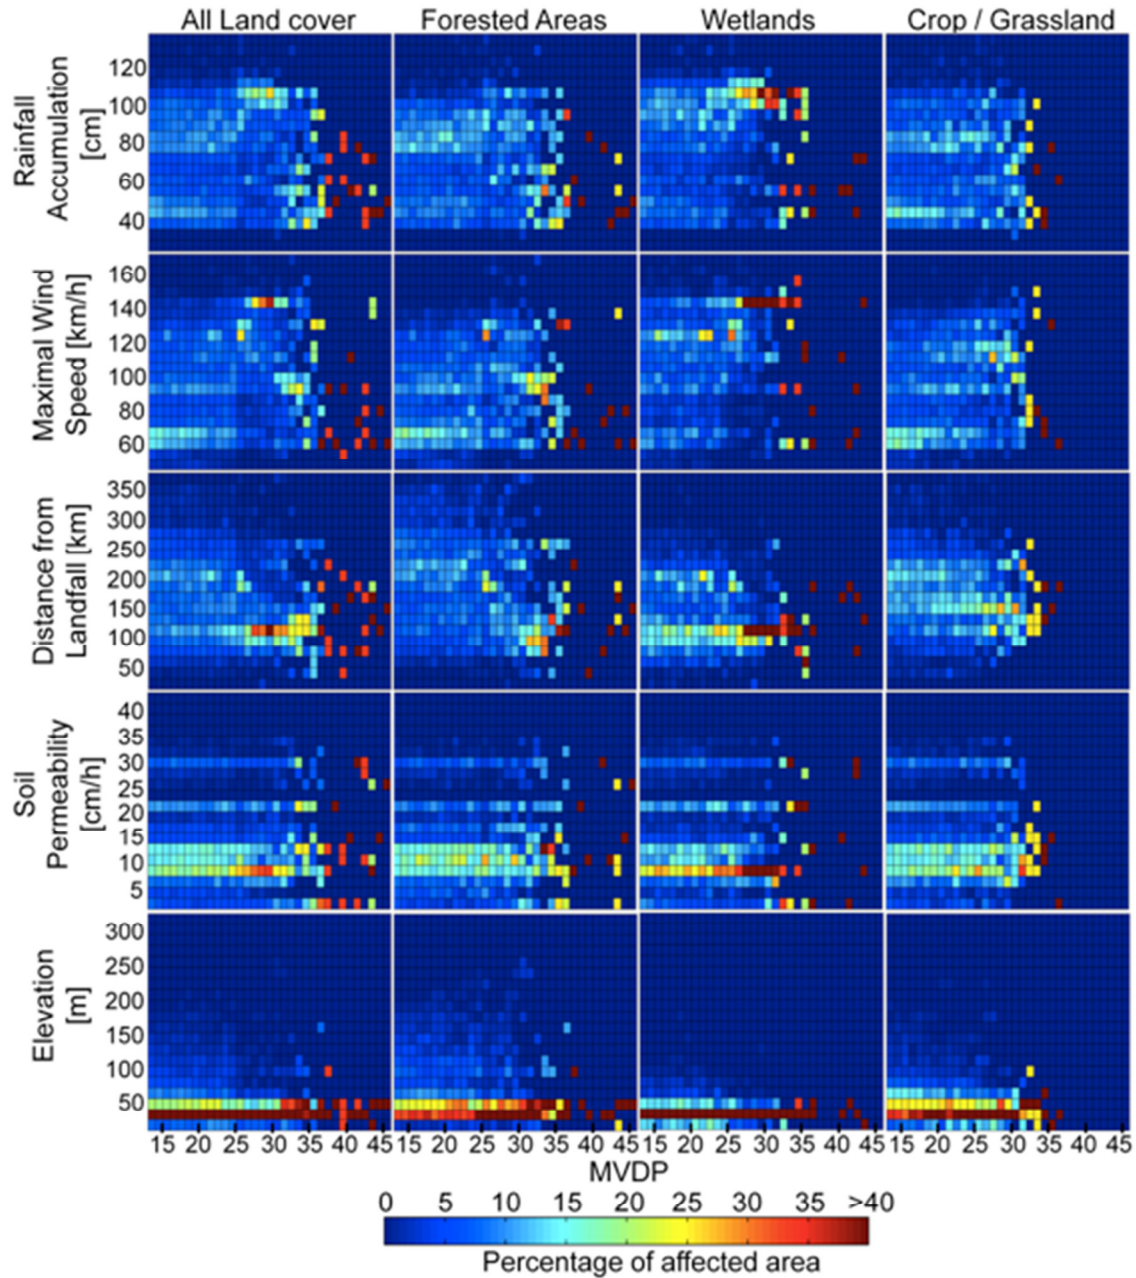 All Land cover Forested Areas Wetlands Crop / Grassland
Rainfall
Accumulation
[cm]
120
100
80
60
40
Maximal Wind
Speed [km/h]
160
140
120
100
80
60
Distance from
Landfall [km]
350
300
250
200
150
100
50
Soil
Permeability
[cm/h]
40
35
30
25
20
15
10
5
Elevation
[m]
300
250
200
150
100
50
15 20 25 30 35 40 45 15 20 25 30 35 40 45 15 20 25 30 35 40 45 15 20 25 30 35 40 45
MVDP
0 5 10 15 20 25 30 35 >40
Percentage of affected area